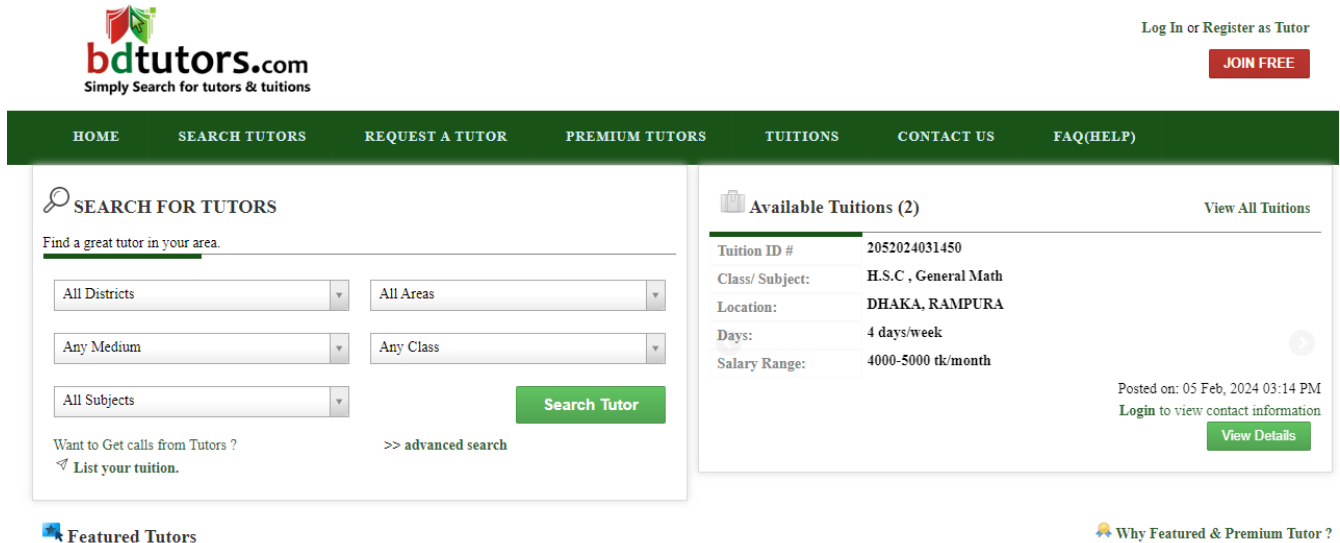 bdtutors.com
Simply Search for tutors & tuitions
Log In or Register as Tutor
JOIN FREE
HOME SEARCH TUTORS REQUEST A TUTOR PREMIUM TUTORS TUITIONS CONTACT US FAQ(HELP)
SEARCH FOR TUTORS
Find a great tutor in your area.
All Districts All Areas
Any Medium Any Class
All Subjects Search Tutor
Want to Get calls from Tutors ? >> advanced search
List your tuition.
Available Tuitions (2) View All Tuitions
Tuition ID # 2052024031450
Class/ Subject: H.S.C , General Math
Location: DHAKA, RAMPURA
Days: 4 days/week
Salary Range: 4000-5000 tk/month
Posted on: 05 Feb, 2024 03:14 PM
Login to view contact information
View Details
Featured Tutors Why Featured & Premium Tutor ?